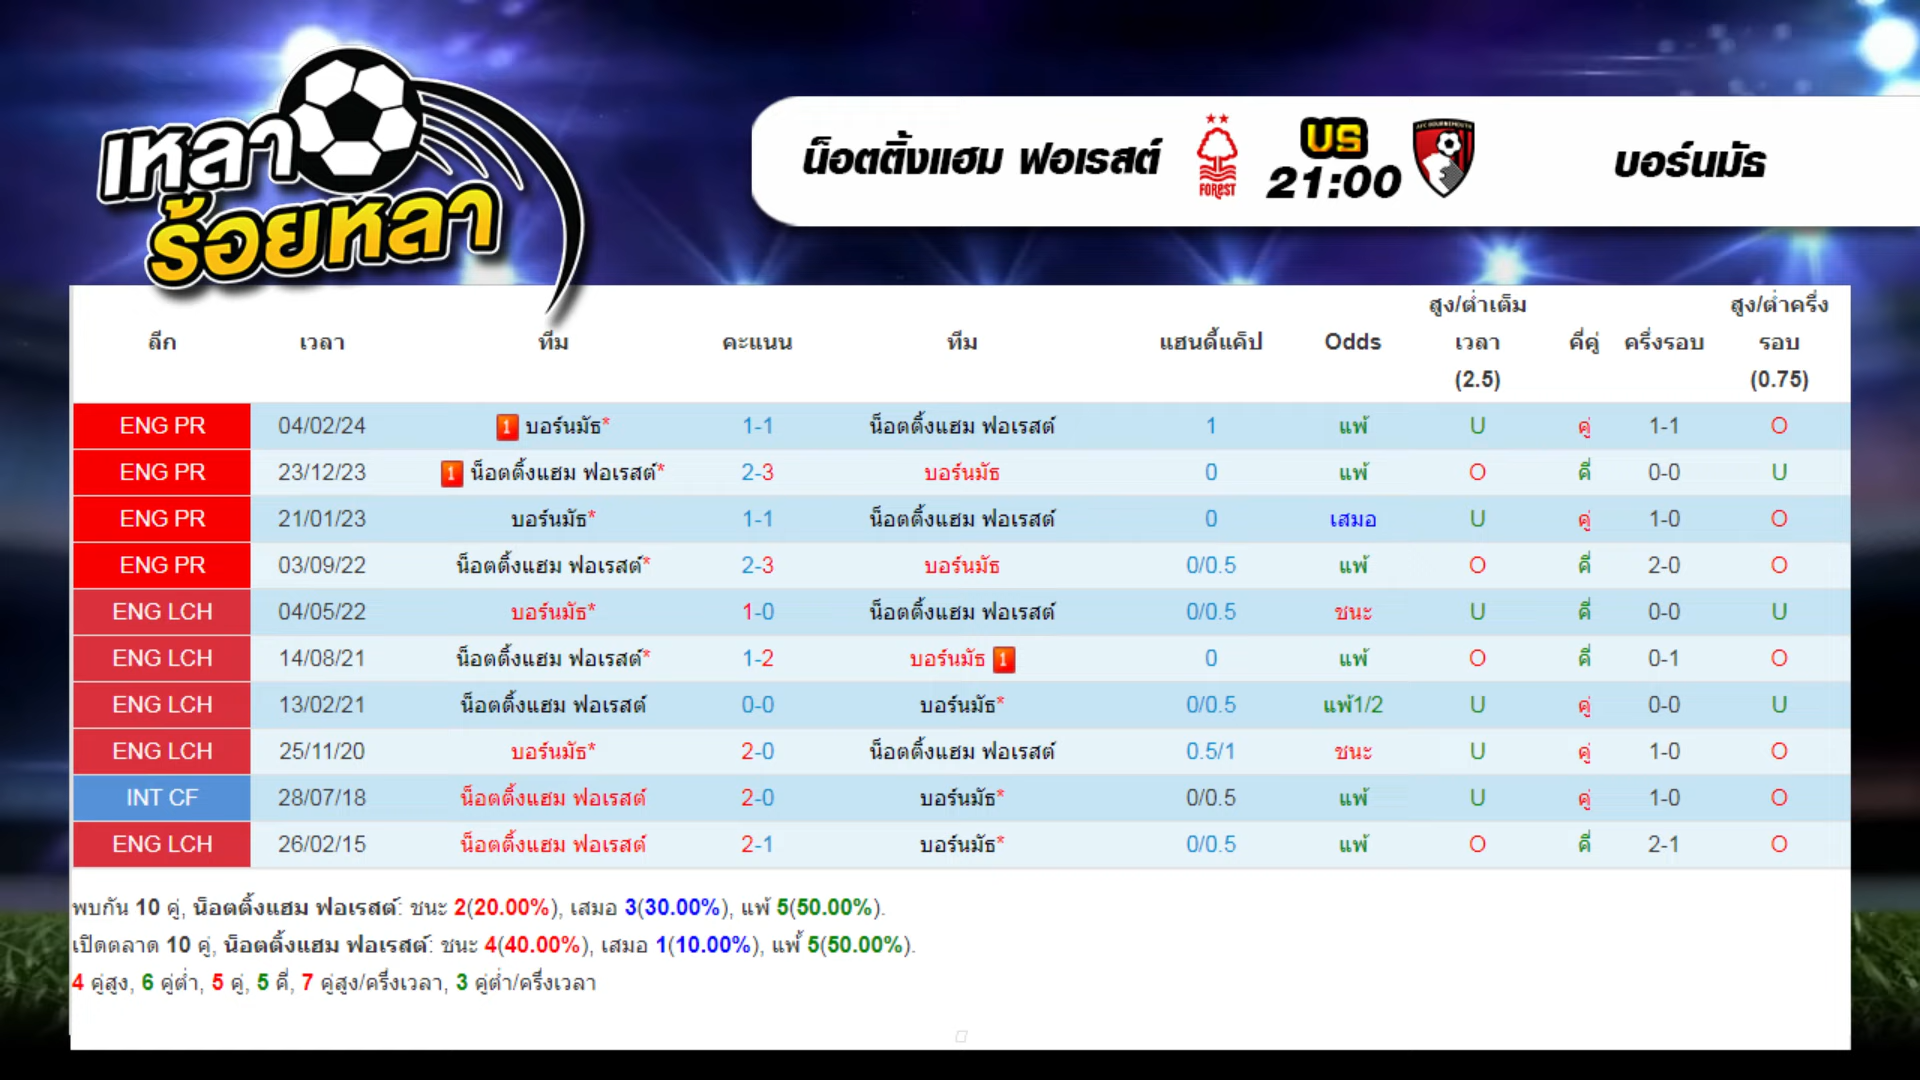 เหลา
ร้อยหลา
น็อตติ้งแฮม ฟอเรสต์ FOREST US 21:00 AFC BOURNEMOUTH บอร์นมัธ
ลีก เวลา ทีม คะแนน ทีม แฮนดี้แค็ป Odds สูง/ต่ำเต็มเวลา (2.5) คี่คู่ ครึ่งรอบ สูง/ต่ำครึ่งรอบ (0.75)
ENG PR 04/02/24 1 บอร์นมัธ* 1-1 น็อตติ้งแฮม ฟอเรสต์ 1 แพ้ U คู่ 1-1 O
ENG PR 23/12/23 1 น็อตติ้งแฮม ฟอเรสต์* 2-3 บอร์นมัธ 0 แพ้ O คี่ 0-0 U
ENG PR 21/01/23 บอร์นมัธ* 1-1 น็อตติ้งแฮม ฟอเรสต์ 0 เสมอ U คู่ 1-0 O
ENG PR 03/09/22 น็อตติ้งแฮม ฟอเรสต์* 2-3 บอร์นมัธ 0/0.5 แพ้ O คี่ 2-0 O
ENG LCH 04/05/22 บอร์นมัธ* 1-0 น็อตติ้งแฮม ฟอเรสต์ 0/0.5 ชนะ U คี่ 0-0 U
ENG LCH 14/08/21 น็อตติ้งแฮม ฟอเรสต์* 1-2 บอร์นมัธ 1 0 แพ้ O คี่ 0-1 O
ENG LCH 13/02/21 น็อตติ้งแฮม ฟอเรสต์ 0-0 บอร์นมัธ* 0/0.5 แพ้1/2 U คู่ 0-0 U
ENG LCH 25/11/20 บอร์นมัธ* 2-0 น็อตติ้งแฮม ฟอเรสต์ 0.5/1 ชนะ U คู่ 1-0 O
INT CF 28/07/18 น็อตติ้งแฮม ฟอเรสต์ 2-0 บอร์นมัธ* 0/0.5 แพ้ U คู่ 1-0 O
ENG LCH 26/02/15 น็อตติ้งแฮม ฟอเรสต์ 2-1 บอร์นมัธ* 0/0.5 แพ้ O คี่ 2-1 O
พบกัน 10 คู่, น็อตติ้งแฮม ฟอเรสต์: ชนะ 2(20.00%), เสมอ 3(30.00%), แพ้ 5(50.00%).
เปิดตลาด 10 คู่, น็อตติ้งแฮม ฟอเรสต์: ชนะ 4(40.00%), เสมอ 1(10.00%), แพ้ 5(50.00%).
4 คู่สูง, 6 คู่ต่ำ, 5 คู่, 5 คี่, 7 คู่สูง/ครึ่งเวลา, 3 คู่ต่ำ/ครึ่งเวลา